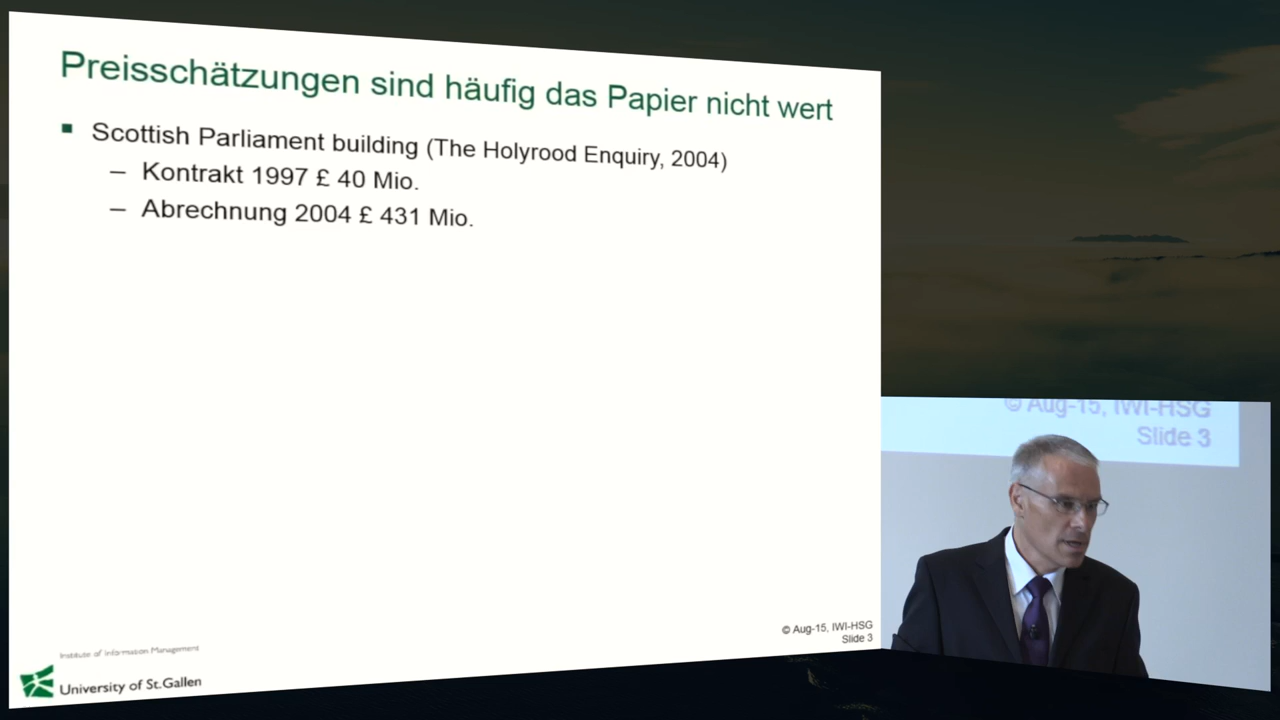 Preisschätzungen sind häufig das Papier nicht wert
Scottish Parliament building (The Holyrood Enquiry, 2004)
– Kontrakt 1997 £ 40 Mio.
– Abrechnung 2004 £ 431 Mio.
© Aug-15, IWI-HSG
Slide 3
Institute of Information Management
University of St.Gallen
© Aug-15, IWI-HSG
Slide 3